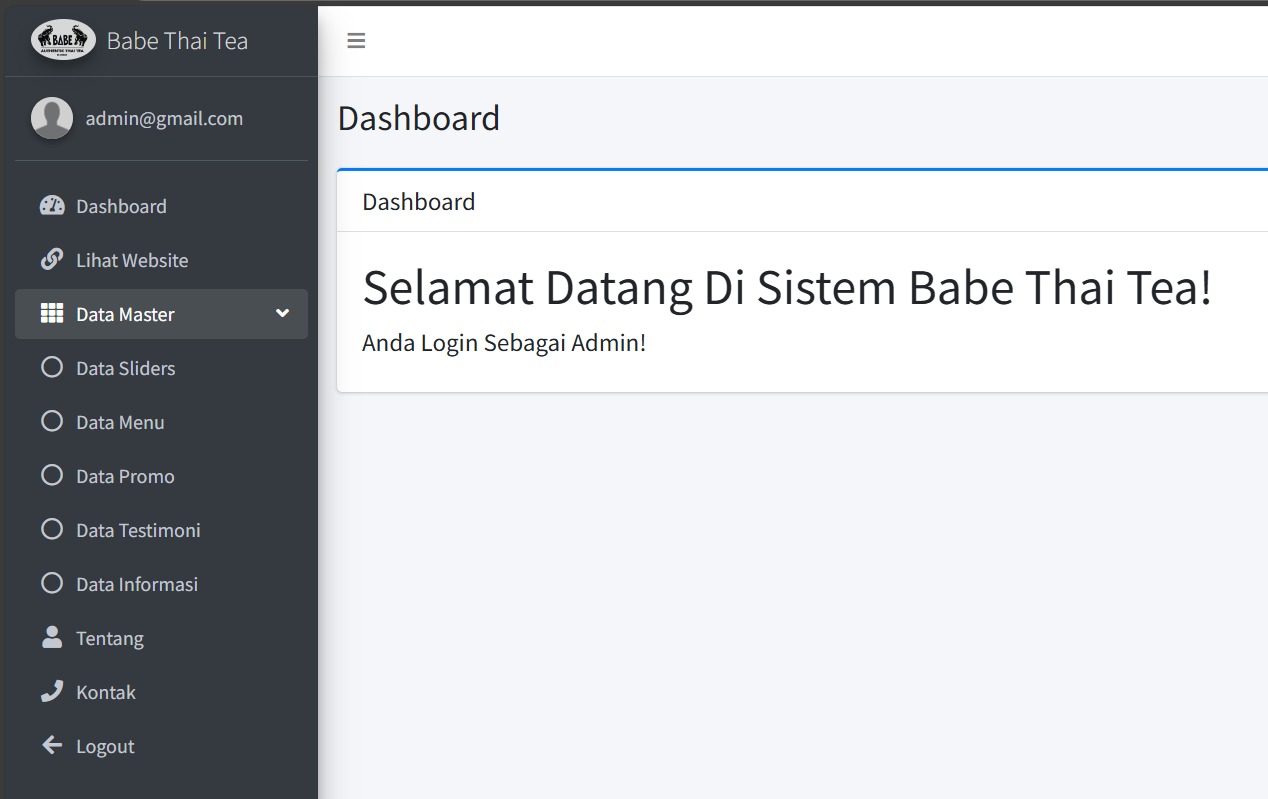 BABE
AUTHENTIC THAI TEA
Babe Thai Tea
admin@gmail.com
Dashboard
Lihat Website
Data Master
Data Sliders
Data Menu
Data Promo
Data Testimoni
Data Informasi
Tentang
Kontak
Logout
Dashboard
Dashboard
Selamat Datang Di Sistem Babe Thai Tea!
Anda Login Sebagai Admin!